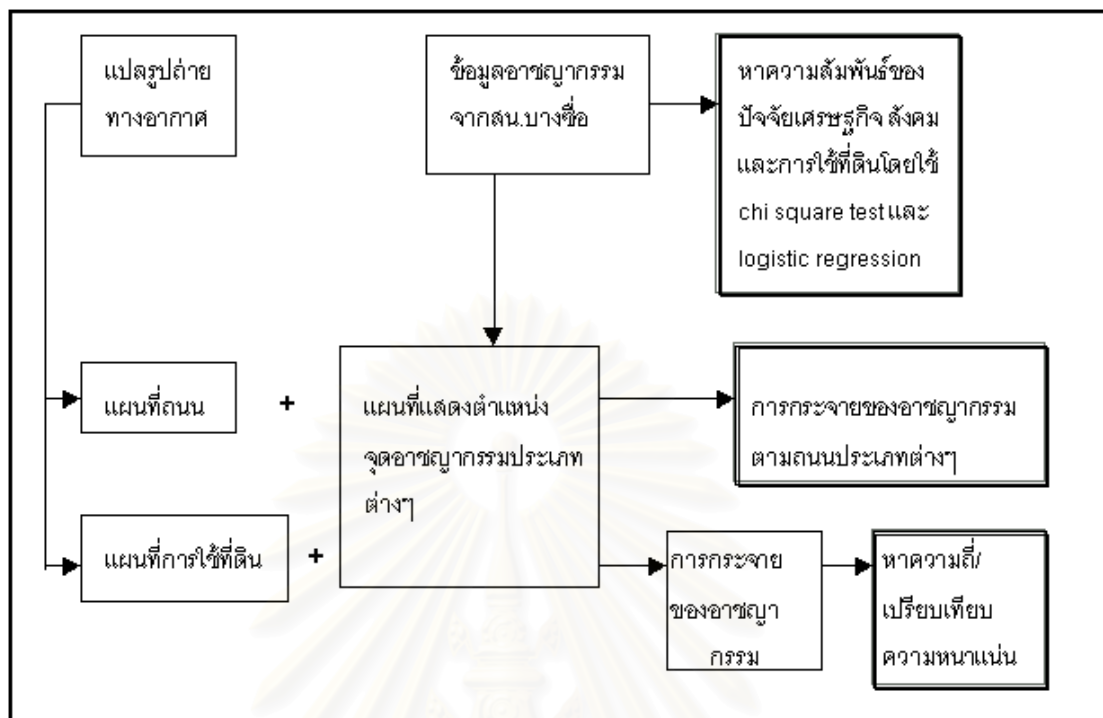 แปลรูปถ่าย
ทางอากาศ
ข้อมูลอาชญากรรม
จากสน.บางซื่อ
หาความสัมพันธ์ของ
ปัจจัยเศรษฐกิจ สังคม
และการใช้ที่ดินโดยใช้
chi square test และ
logistic regression
แผนที่ถนน
+
แผนที่แสดงตำแหน่ง
จุดอาชญากรรมประเภท
ต่างๆ
การกระจายของอาชญากรรม
ตามถนนประเภทต่างๆ
แผนที่การใช้ที่ดิน
+
การกระจาย
ของอาชญา
กรรม
หาความถี่/
เปรียบเทียบ
ความหนาแน่น